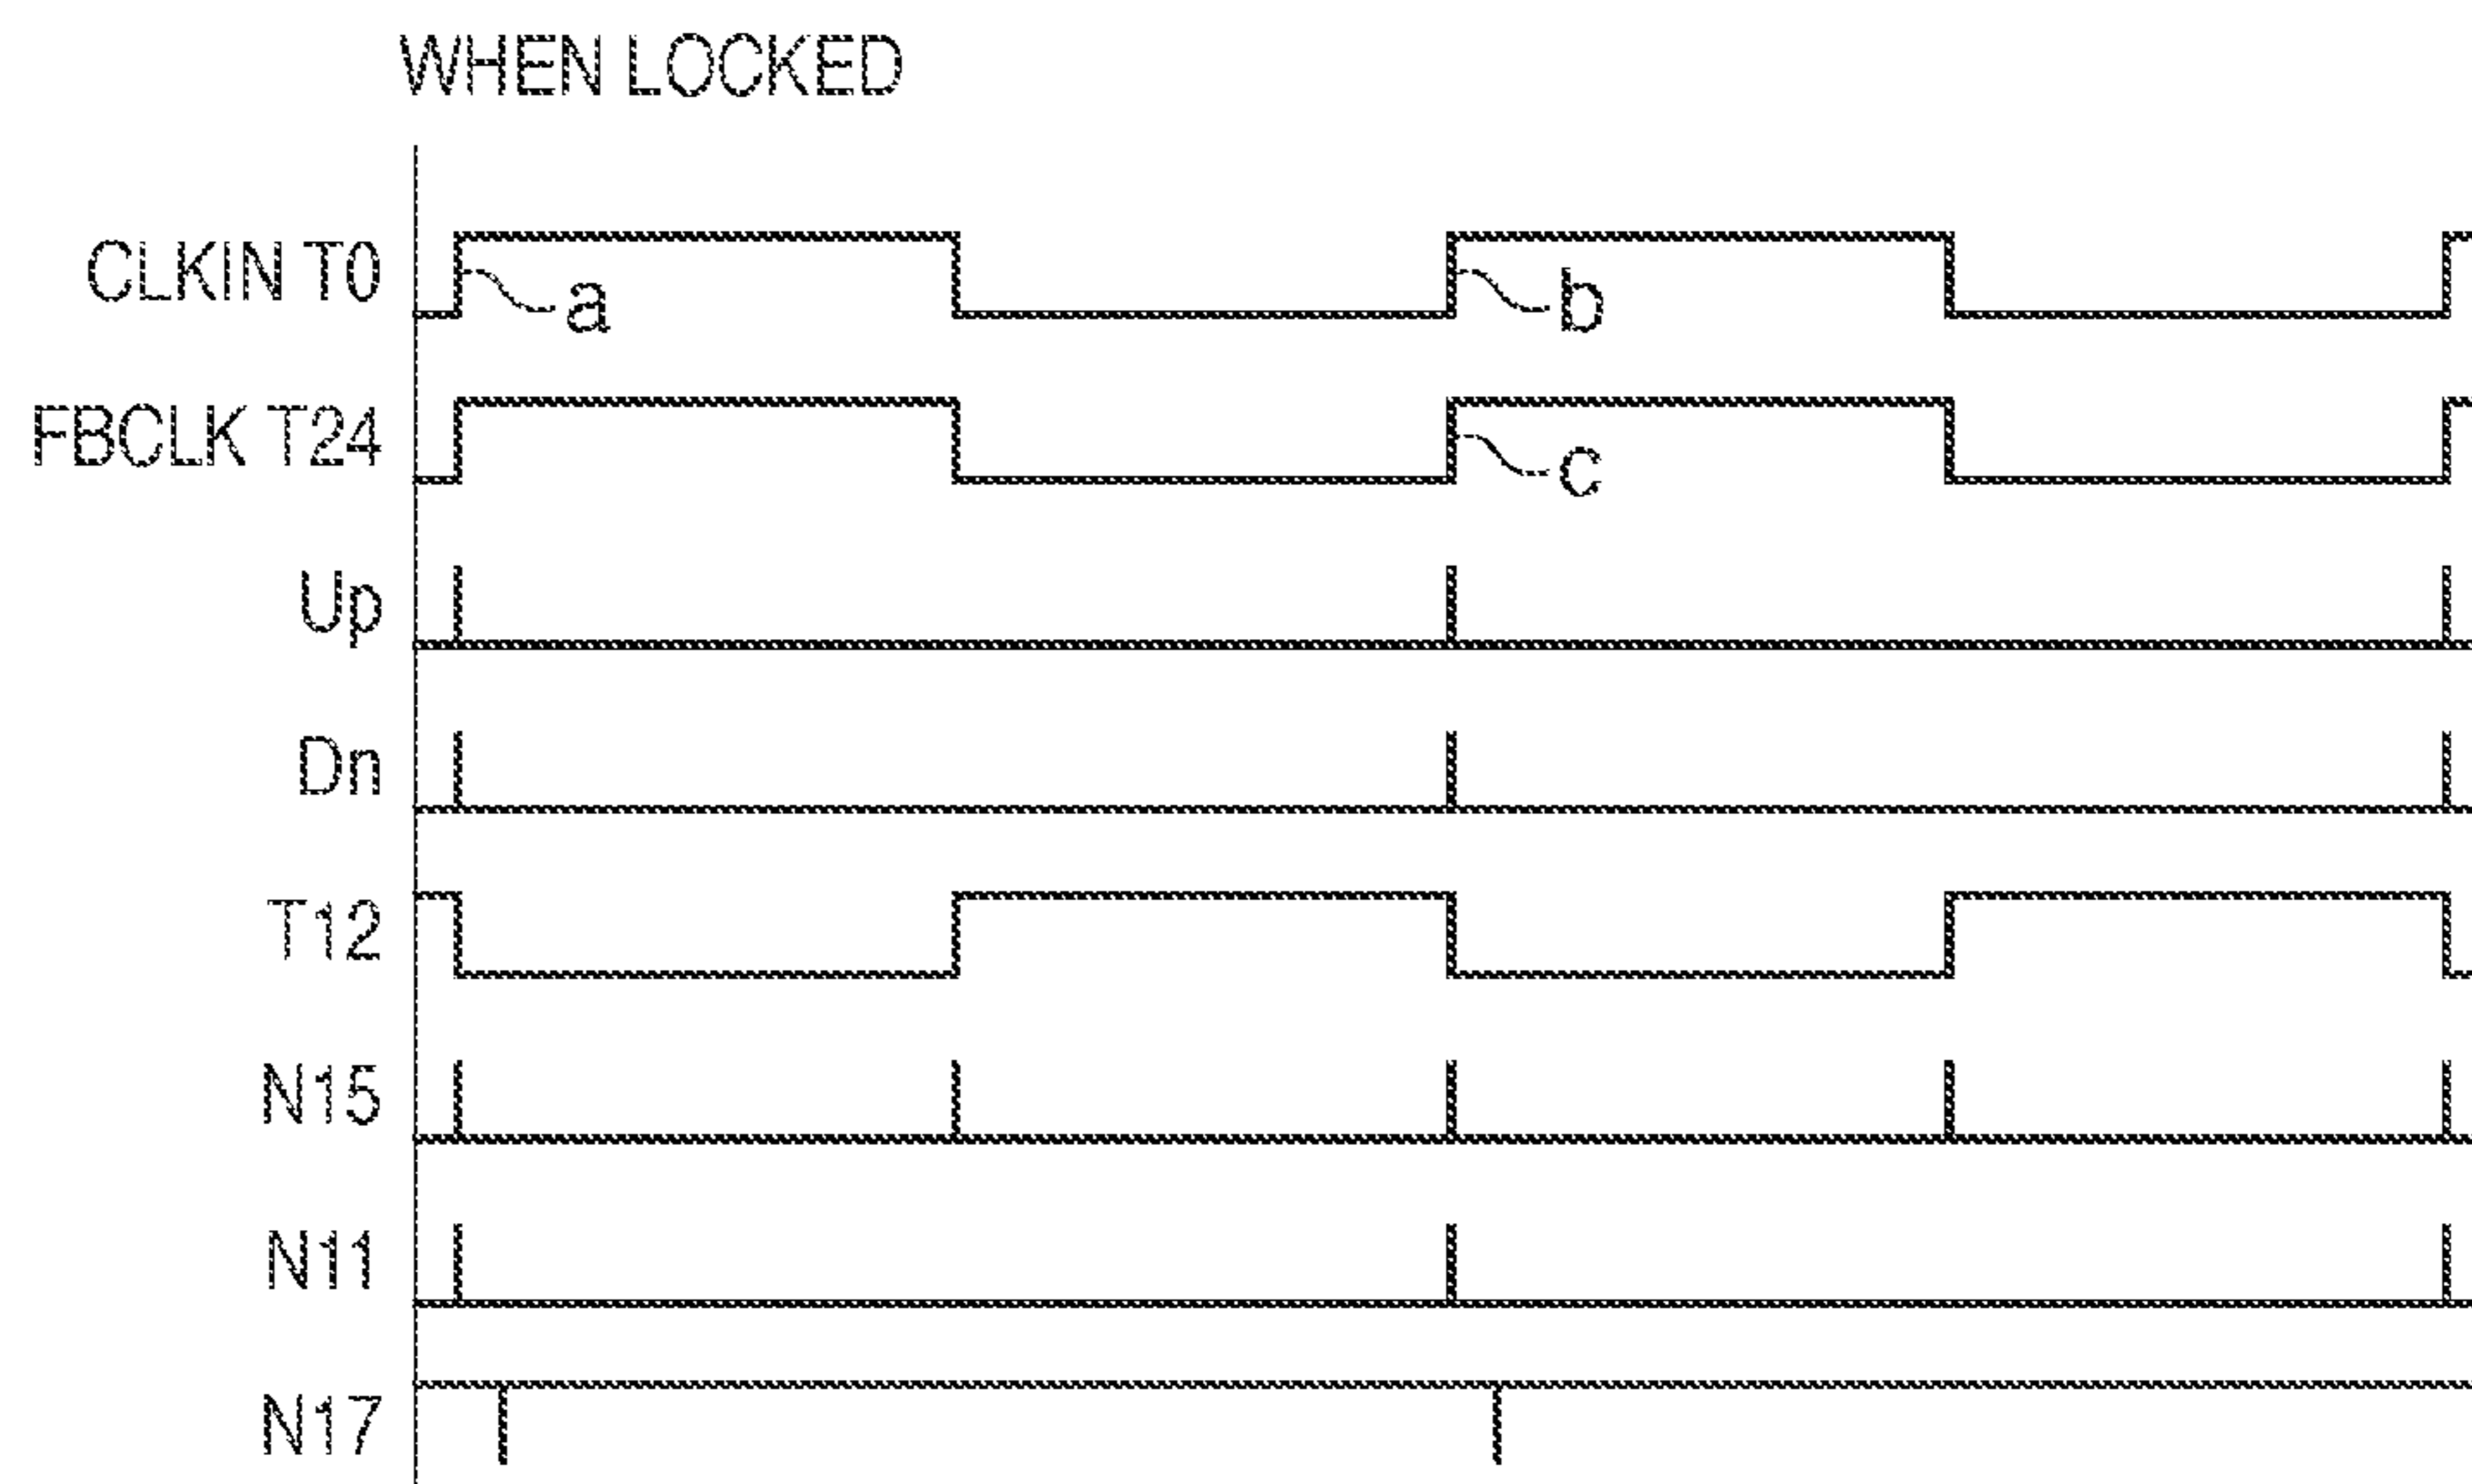 WHEN LOCKED
CLKIN T0
a
b
FBCLK T24
c
Up
Dn
T12
N15
N11
N17